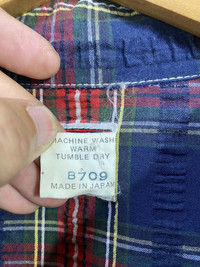 MACHINE WASH
WARM
TUMBLE DRY
B709
MADE IN JAPAN